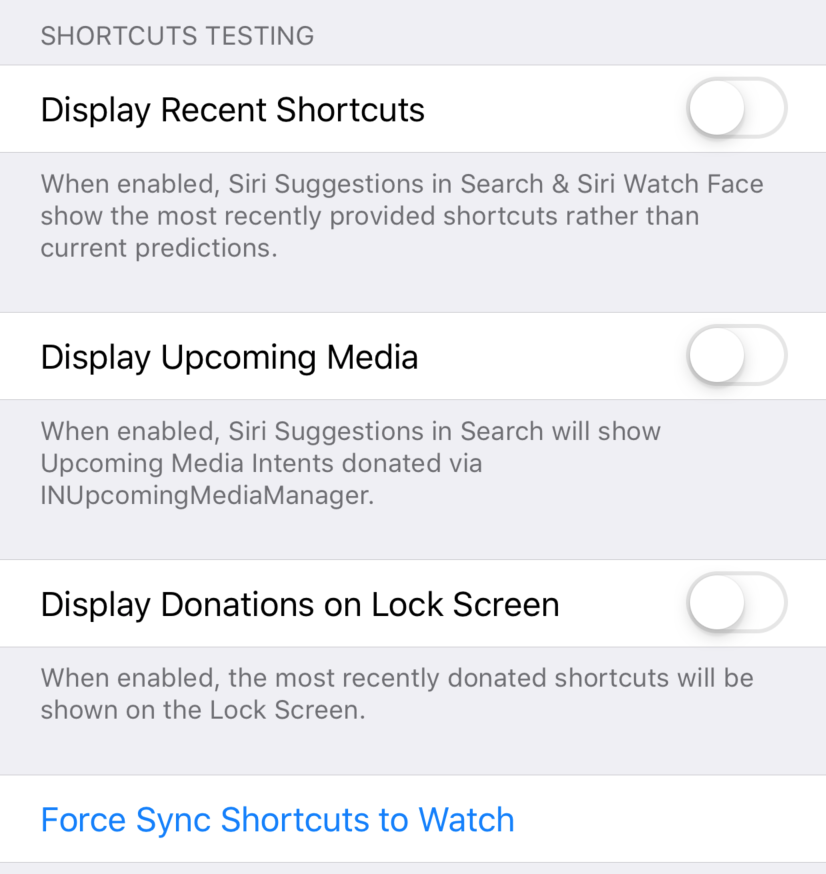 SHORTCUTS TESTING
Display Recent Shortcuts
When enabled, Siri Suggestions in Search & Siri Watch Face
show the most recently provided shortcuts rather than
current predictions.
Display Upcoming Media
When enabled, Siri Suggestions in Search will show
Upcoming Media Intents donated via
INUpcomingMediaManager.
Display Donations on Lock Screen
When enabled, the most recently donated shortcuts will be
shown on the Lock Screen.
Force Sync Shortcuts to Watch